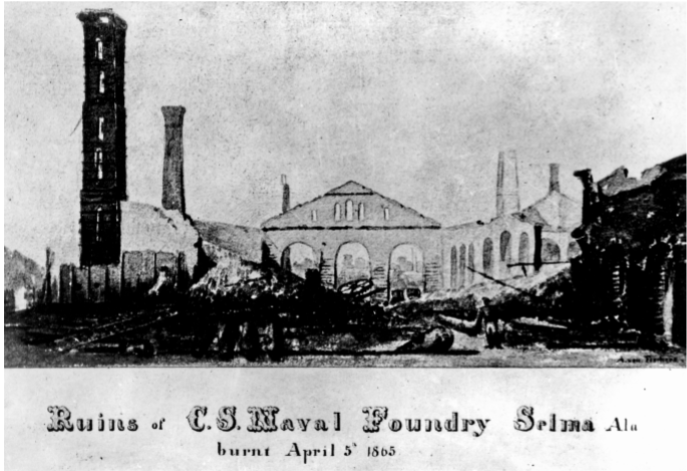 Ruins of C.S. Naval Foundry Selma Ala
burnt April 5th 1865